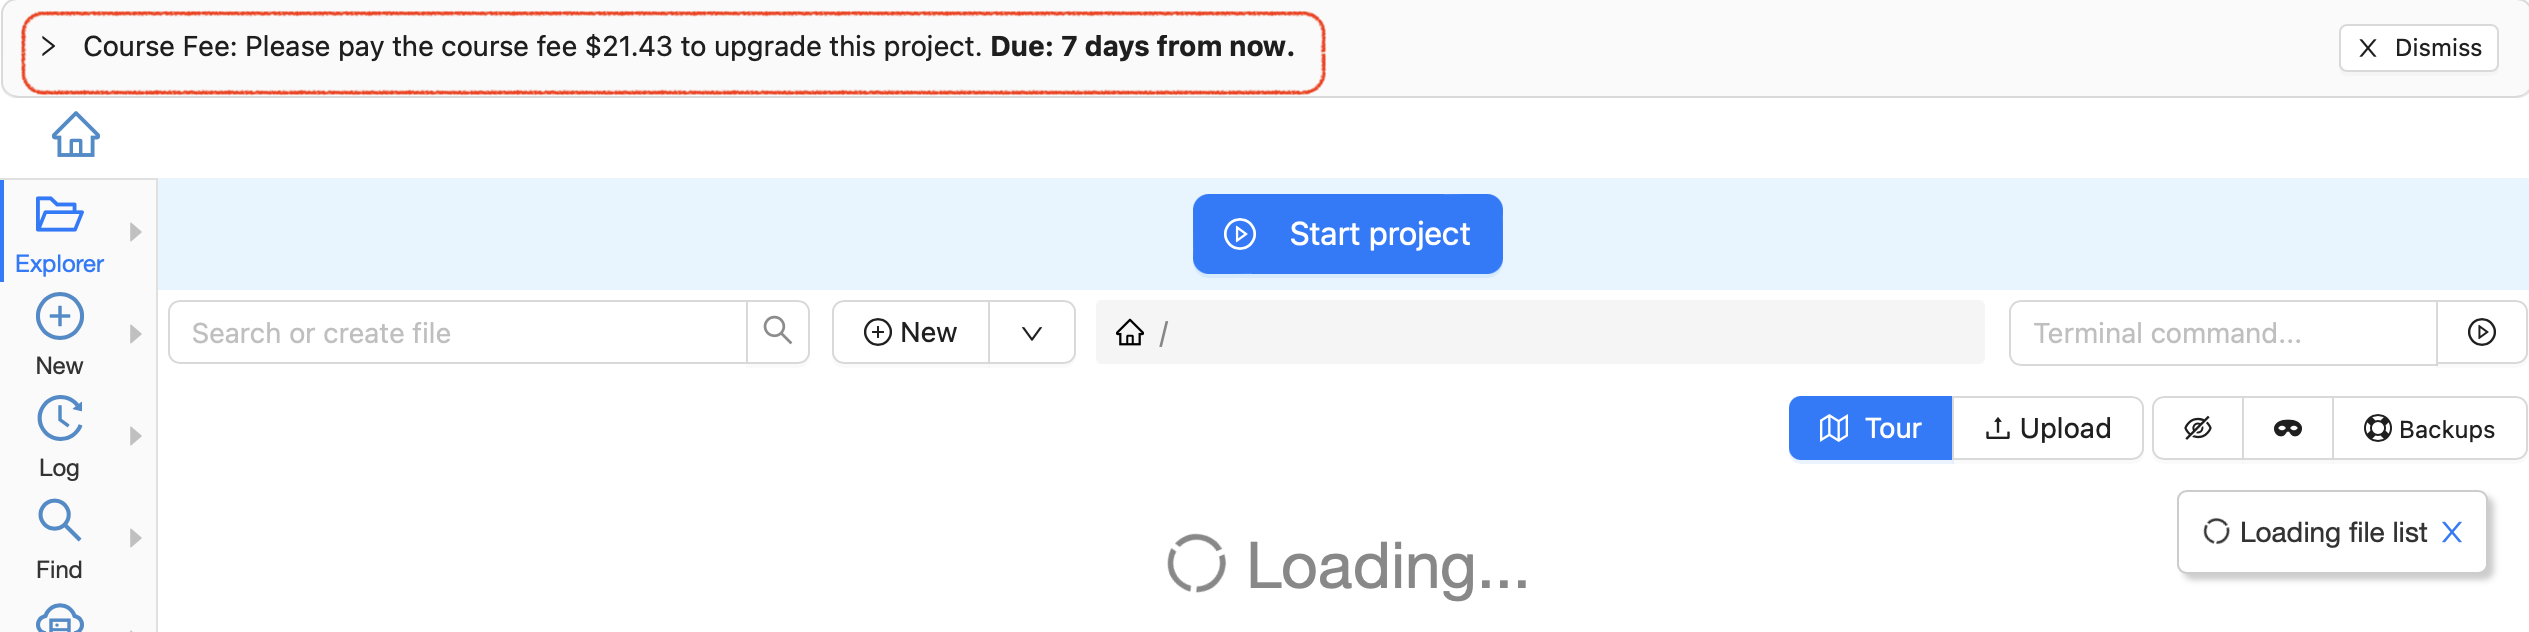 Course Fee: Please pay the course fee $21.43 to upgrade this project. Due: 7 days from now.
Dismiss
Start project
Explorer
Search or create file
New
/
Terminal command...
New
Tour
Upload
Backups
Log
Loading file list
Loading...
Find